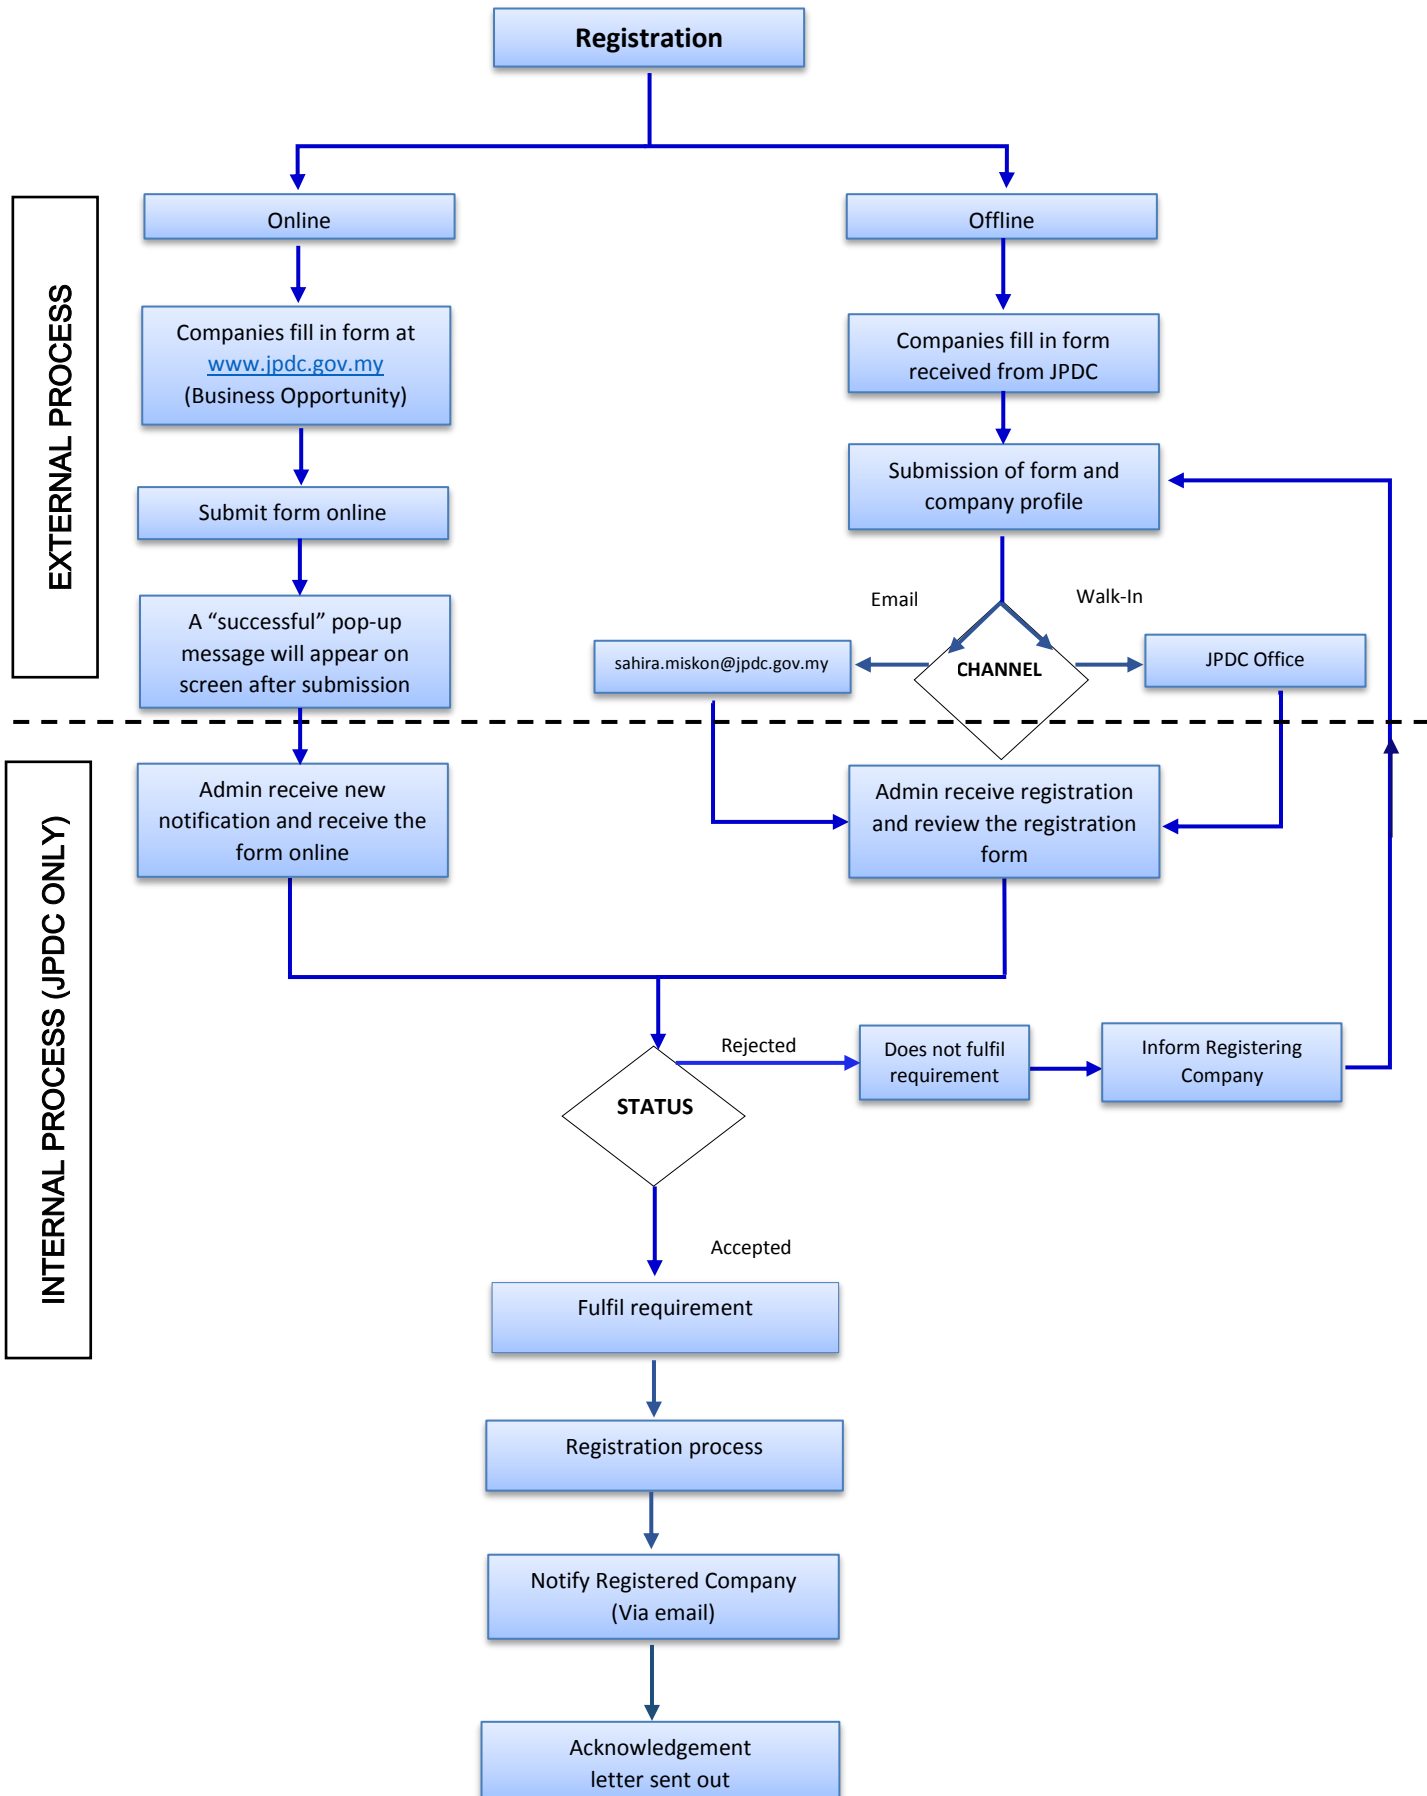 Registration
EXTERNAL PROCESS
Online
Offline
Companies fill in form at
www.jpdc.gov.my
(Business Opportunity)
Companies fill in form
received from JPDC
Submission of form and
company profile
Submit form online
Email
Walk-In
A “successful” pop-up
message will appear on
screen after submission
sahira.miskon@jpdc.gov.my
CHANNEL
JPDC Office
INTERNAL PROCESS (JPDC ONLY)
Admin receive new
notification and receive the
form online
Admin receive registration
and review the registration
form
Rejected
Does not fulfil
requirement
Inform Registering
Company
STATUS
Accepted
Fulfil requirement
Registration process
Notify Registered Company
(Via email)
Acknowledgement
letter sent out